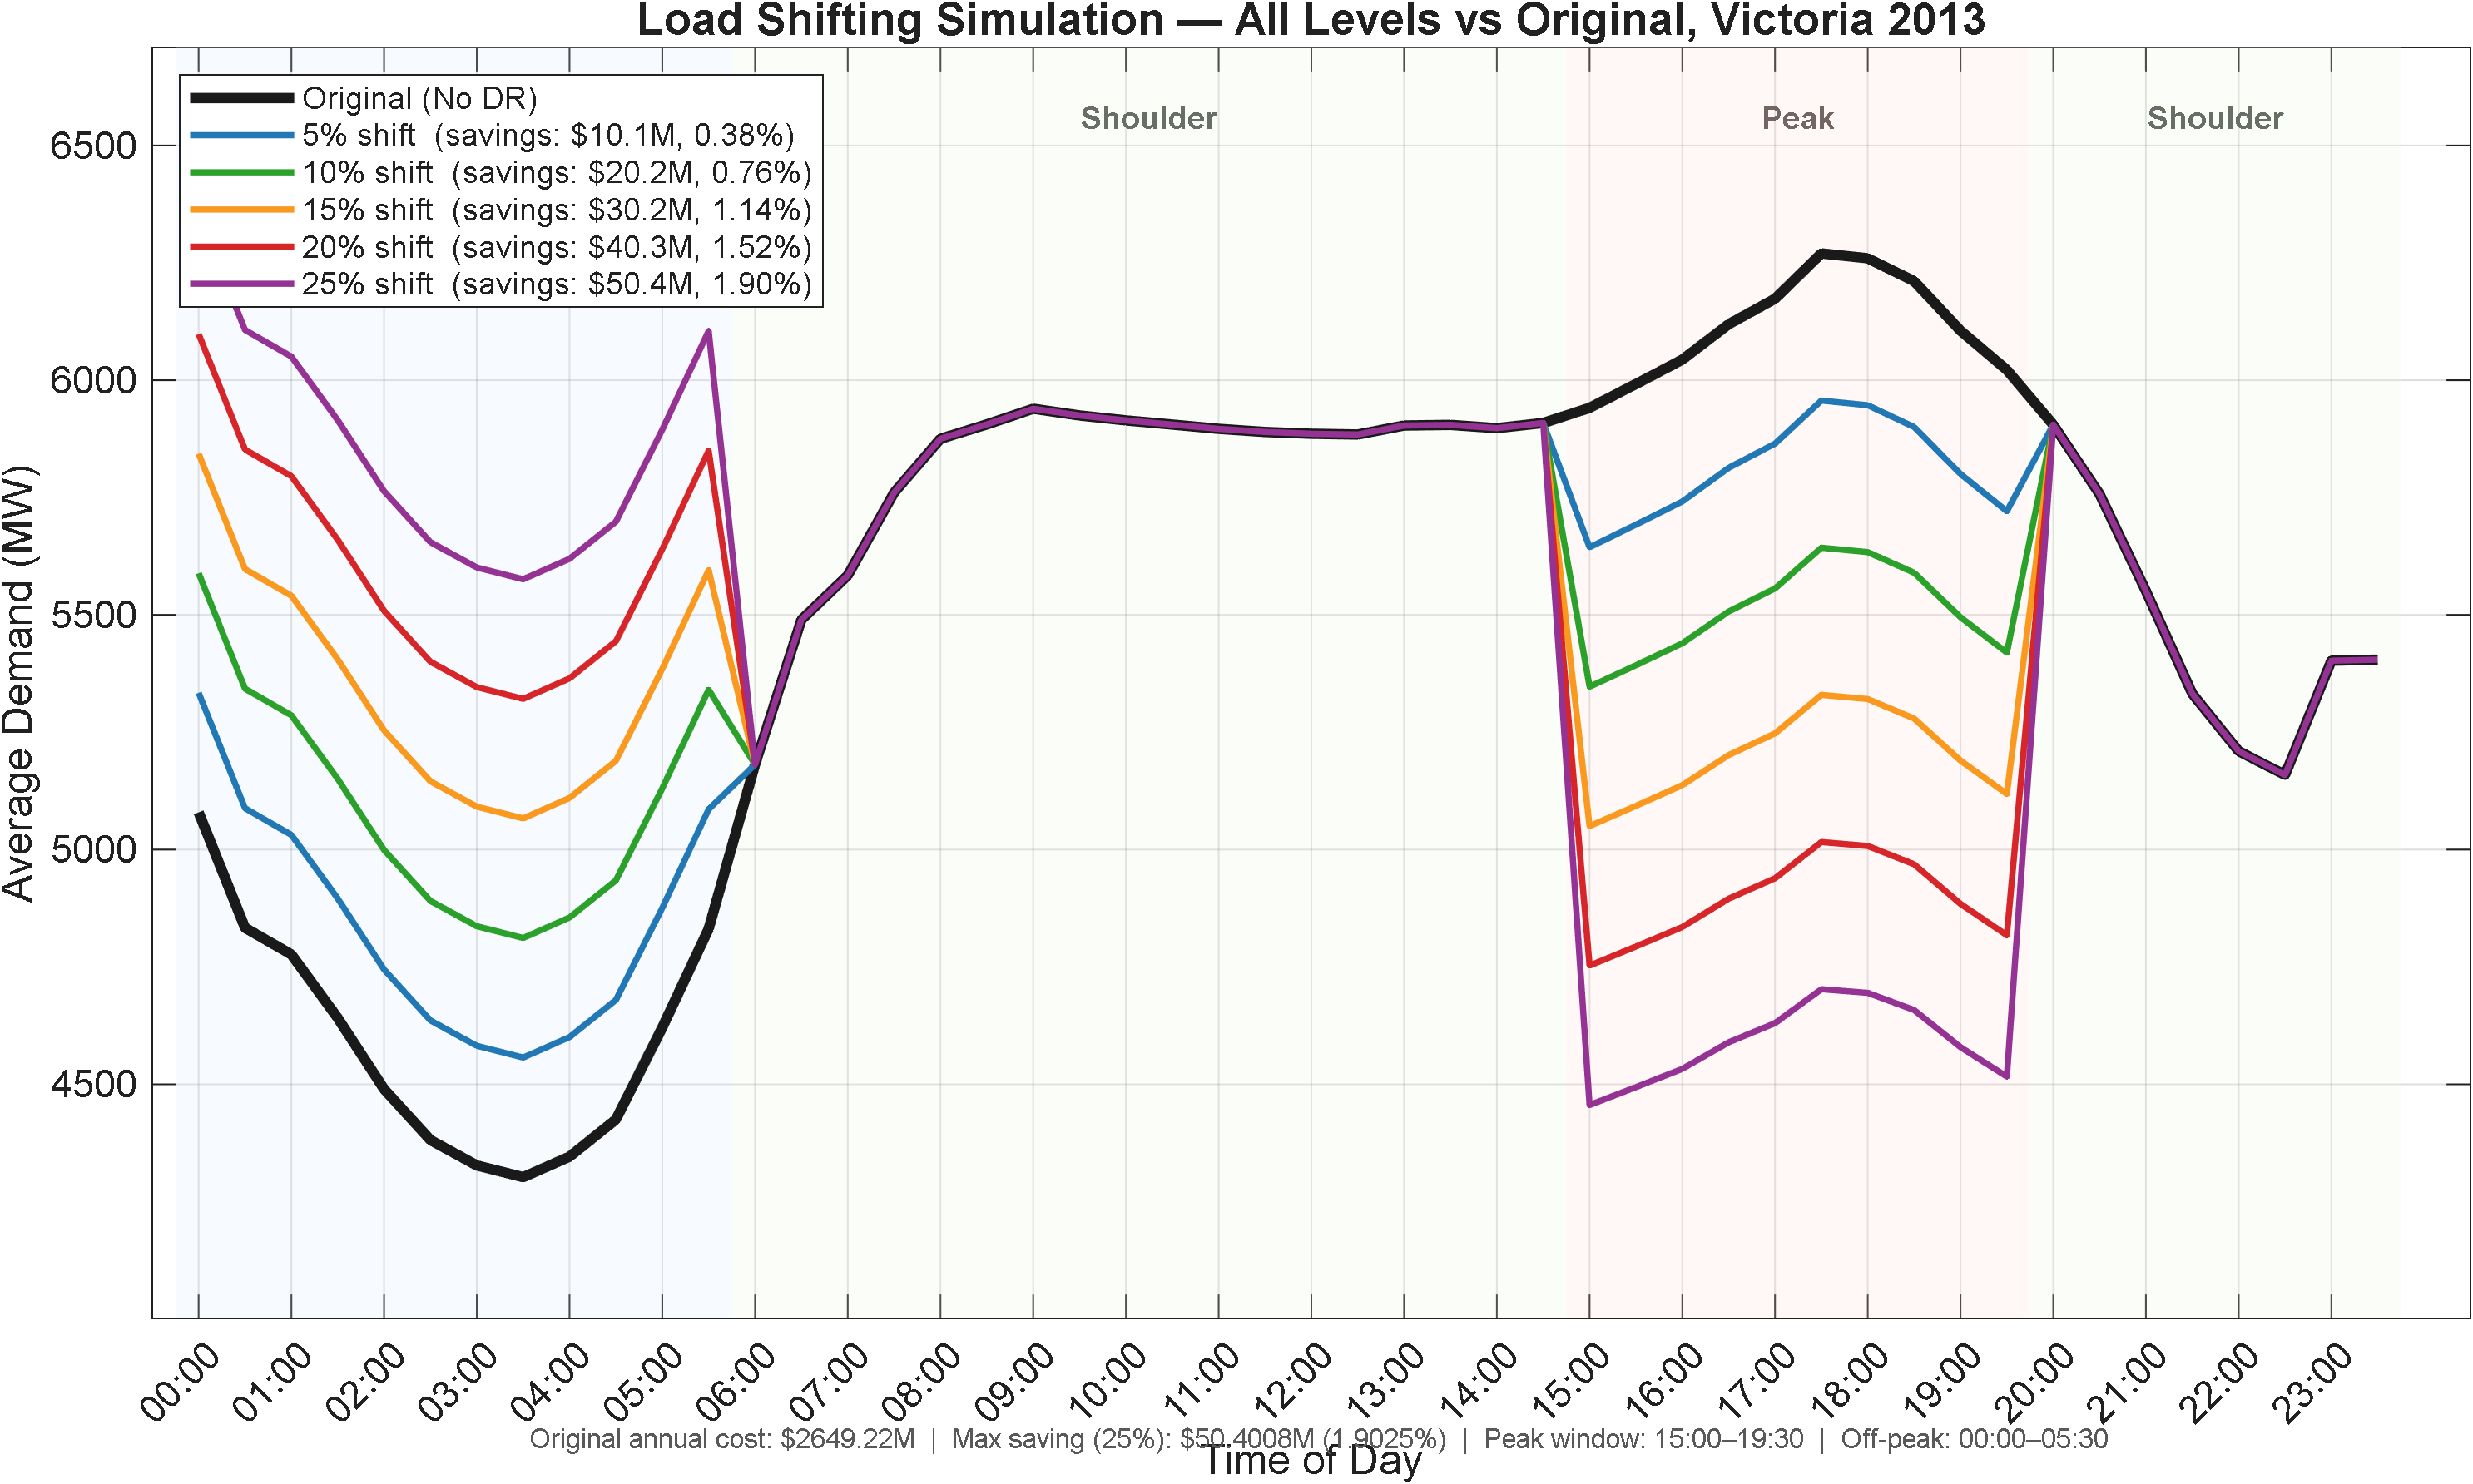 Load Shifting Simulation — All Levels vs Original, Victoria 2013
Original (No DR)
5% shift (savings: $10.1M, 0.38%)
10% shift (savings: $20.2M, 0.76%)
15% shift (savings: $30.2M, 1.14%)
20% shift (savings: $40.3M, 1.52%)
25% shift (savings: $50.4M, 1.90%)
Shoulder
Peak
Shoulder
Average Demand (MW)
6500
6000
5500
5000
4500
00:00
01:00
02:00
03:00
04:00
05:00
06:00
07:00
08:00
09:00
10:00
11:00
12:00
13:00
14:00
15:00
16:00
17:00
18:00
19:00
20:00
21:00
22:00
23:00
Original annual cost: $2649.22M | Max saving (25%): $50.4008M (1.9025%) | Peak window: 15:00–19:30 | Off-peak: 00:00–05:30
Time of Day